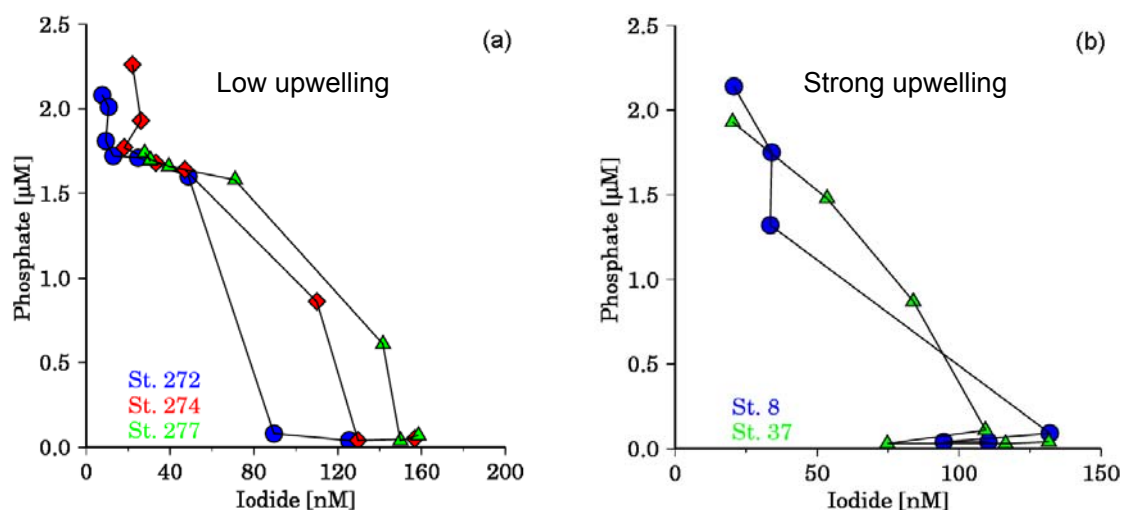 (a)
Low upwelling
2.5
2.0
1.5
1.0
0.5
0.0
Phosphate [µM]
St. 272
St. 274
St. 277
0
40
80
120
160
200
Iodide [nM]
(b)
Strong upwelling
2.5
2.0
1.5
1.0
0.5
0.0
Phosphate [µM]
St. 8
St. 37
0
50
100
150
Iodide [nM]